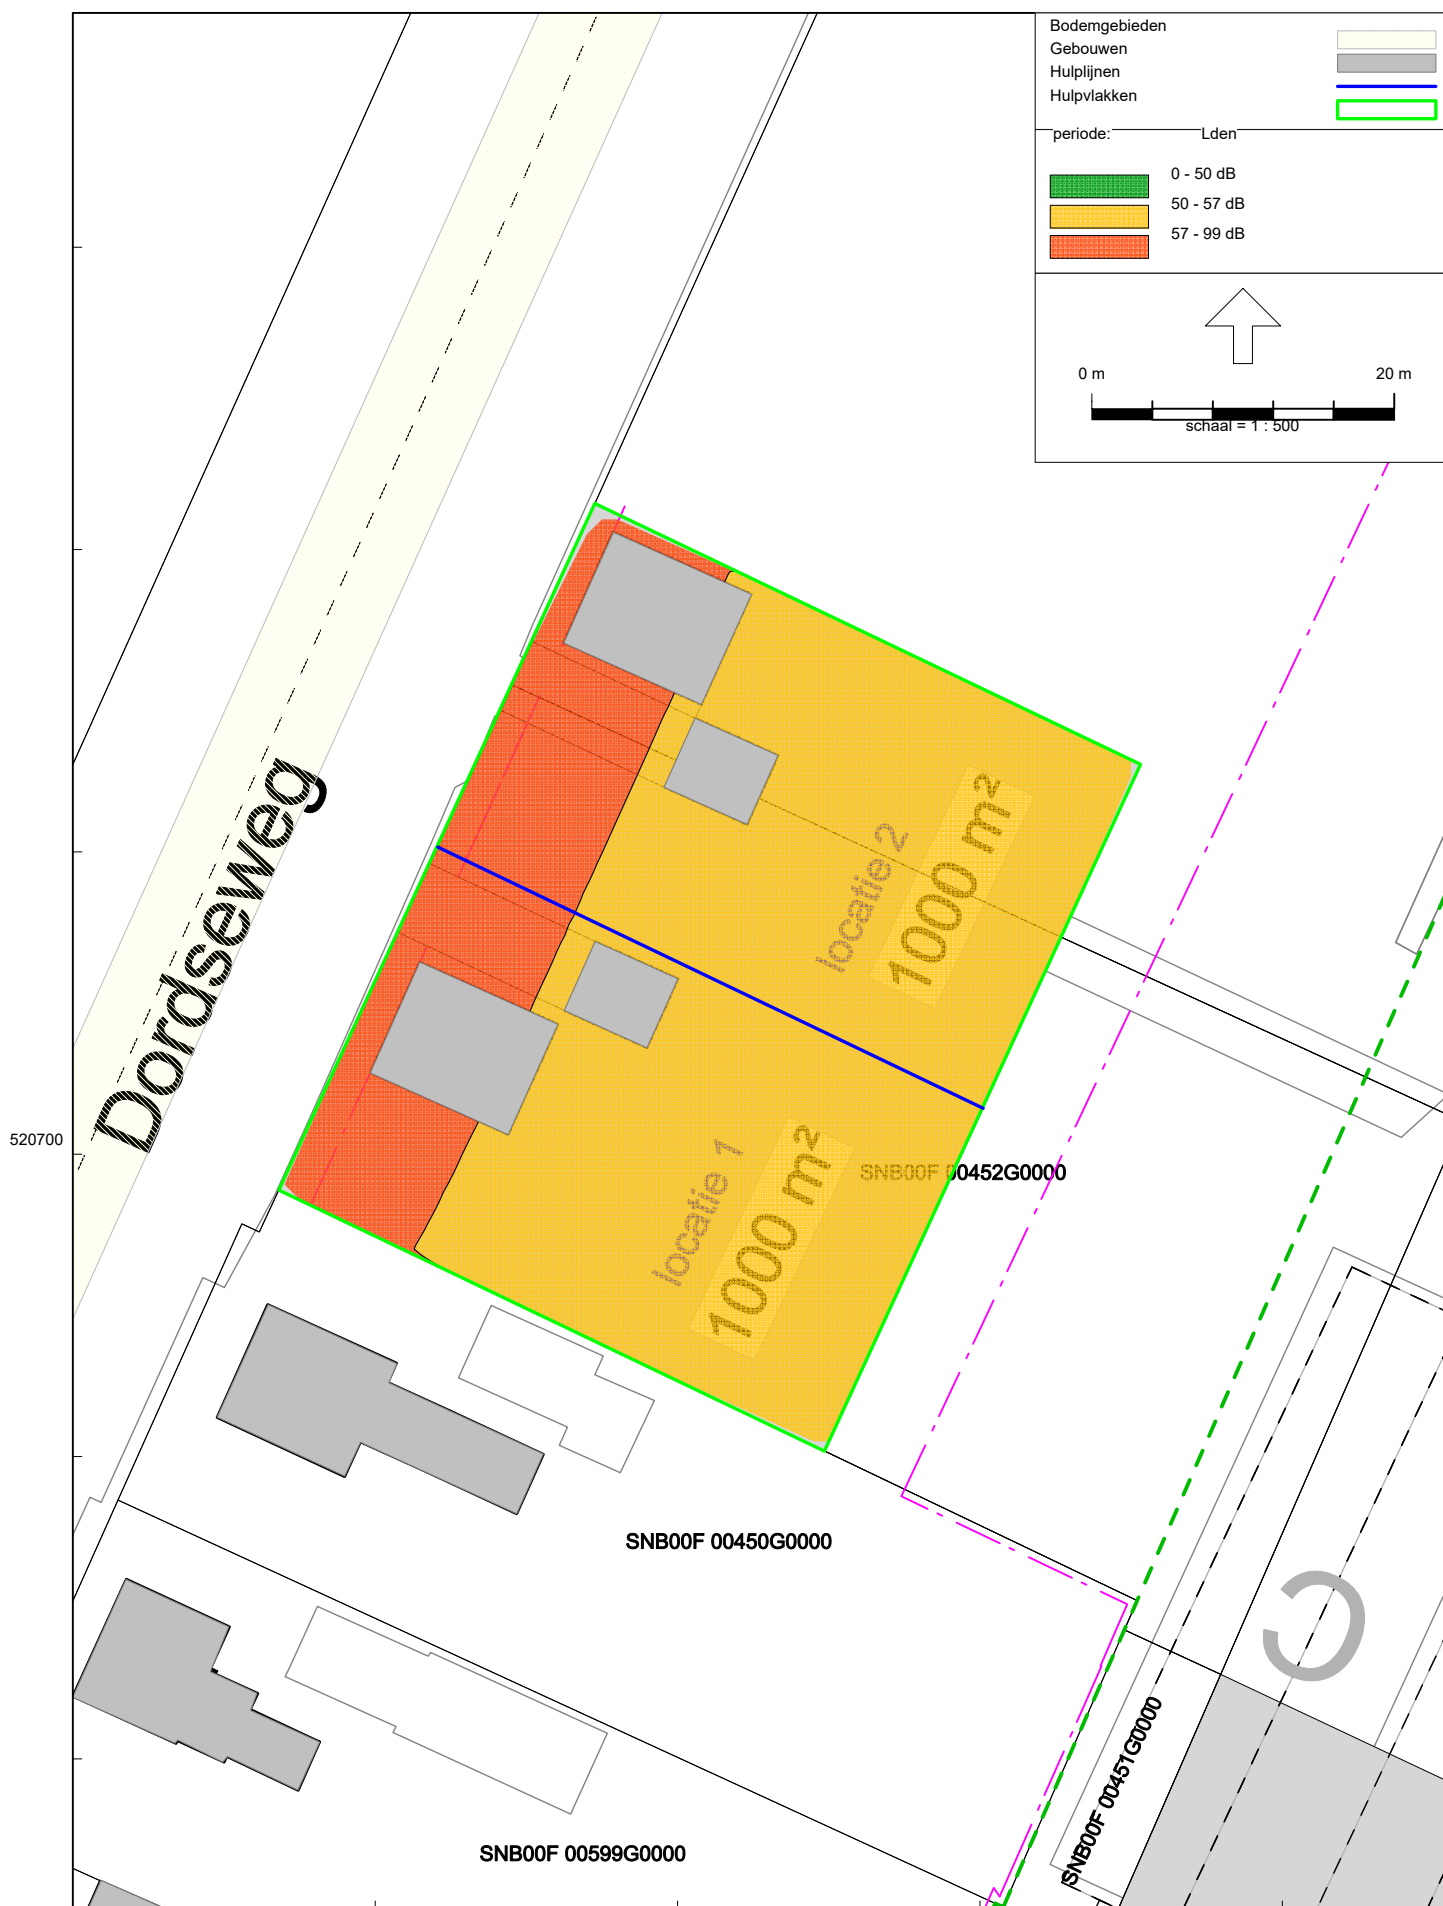 Bodemgebieden
Gebouwen
Hulplijnen
Hulpvlakken
periode: Lden
0 - 50 dB
50 - 57 dB
57 - 99 dB
0 m 20 m
schaal = 1 : 500
Dordseweg
locatie 2
1000 m²
520700
locatie 1
1000 m²
SNB00F 00452G0000
SNB00F 00450G0000
C
SNB00F 00451G0000
SNB00F 00599G0000